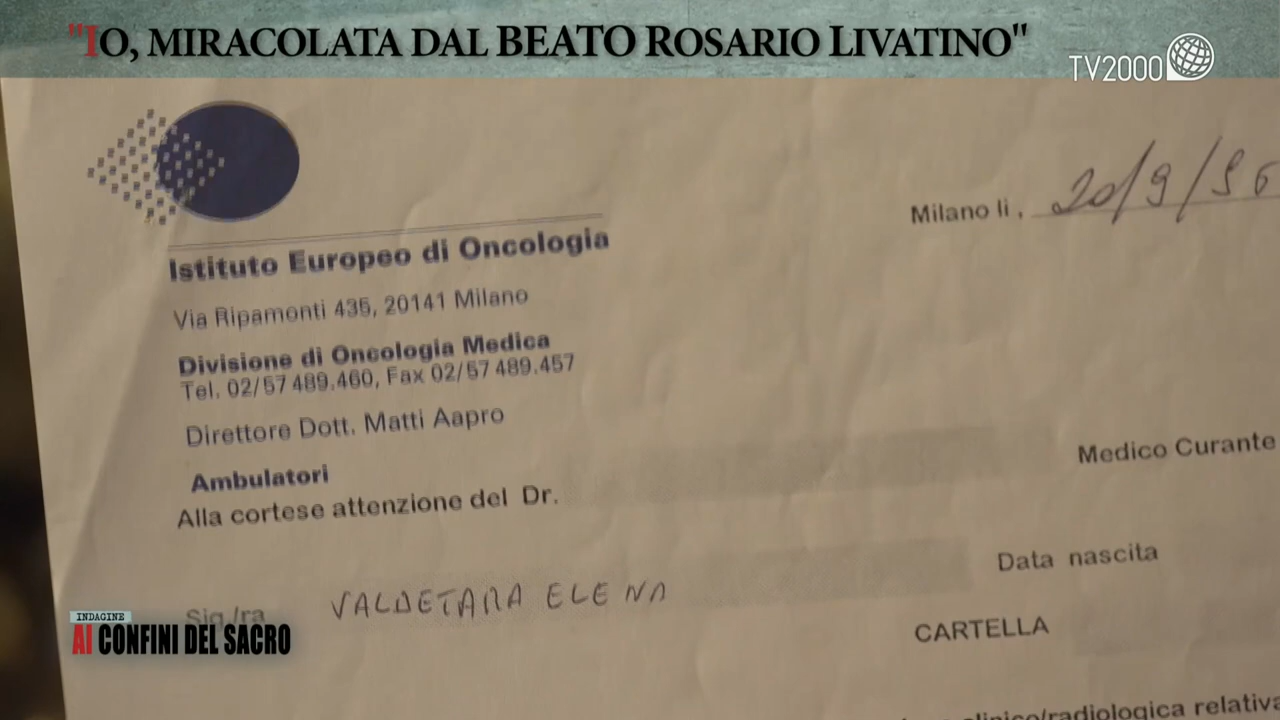 "IO, MIRACOLATA DAL BEATO ROSARIO LIVATINO"
TV2000
Milano li , 20/9/96
Istituto Europeo di Oncologia
Via Ripamonti 435, 20141 Milano
Divisione di Oncologia Medica
Tel. 02/57 489.460, Fax 02/57 489.457
Direttore Dott. Matti Aapro
Medico Curante
Ambulatori
Alla cortese attenzione del Dr.
Data nascita
Sig./ra VALDETARA ELENA
CARTELLA
clinico/radiologica relativa
INDAGINE
AI CONFINI DEL SACRO